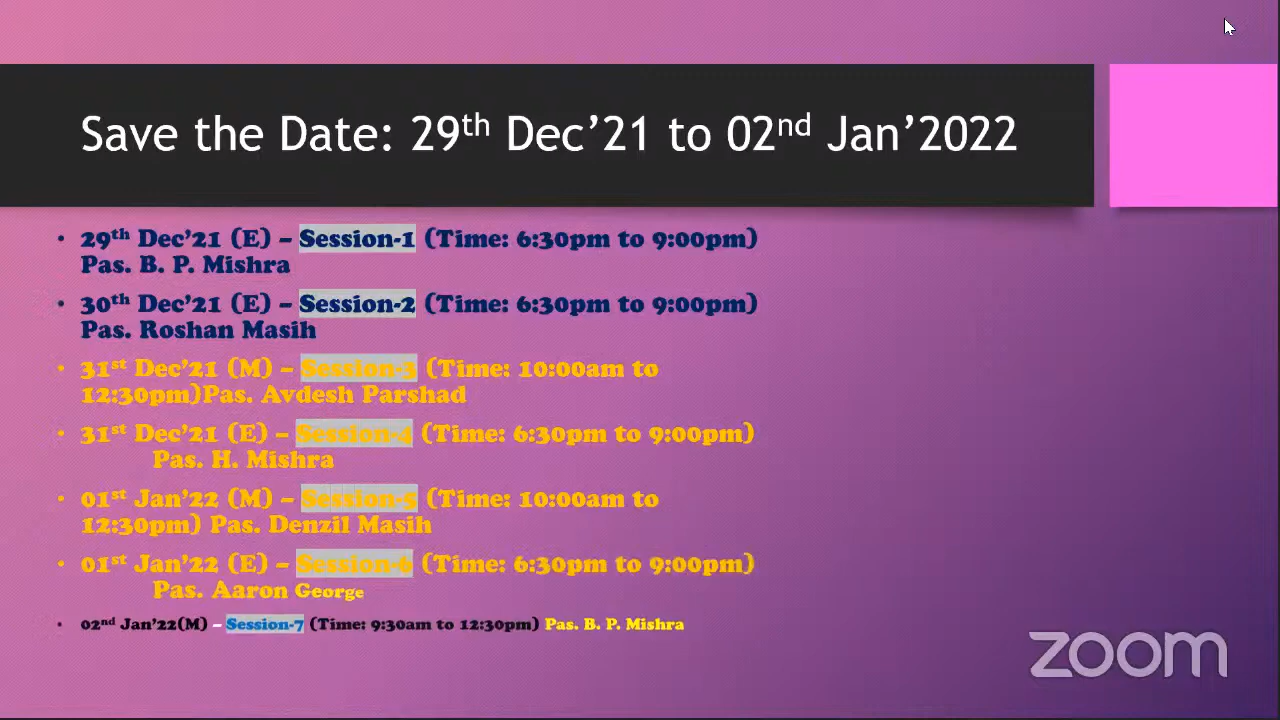 Save the Date: 29th Dec’21 to 02nd Jan’2022
• 29th Dec’21 (E) – Session-1 (Time: 6:30pm to 9:00pm)
Pas. B. P. Mishra
• 30th Dec’21 (E) – Session-2 (Time: 6:30pm to 9:00pm)
Pas. Roshan Masih
• 31st Dec’21 (M) – Session-3 (Time: 10:00am to
12:30pm)Pas. Avdesh Parshad
• 31st Dec’21 (E) – Session-4 (Time: 6:30pm to 9:00pm)
Pas. H. Mishra
• 01st Jan’22 (M) – Session-5 (Time: 10:00am to
12:30pm) Pas. Denzil Masih
• 01st Jan’22 (E) – Session-6 (Time: 6:30pm to 9:00pm)
Pas. Aaron George
• 02nd Jan’22(M) – Session-7 (Time: 9:30am to 12:30pm) Pas. B. P. Mishra
zoom